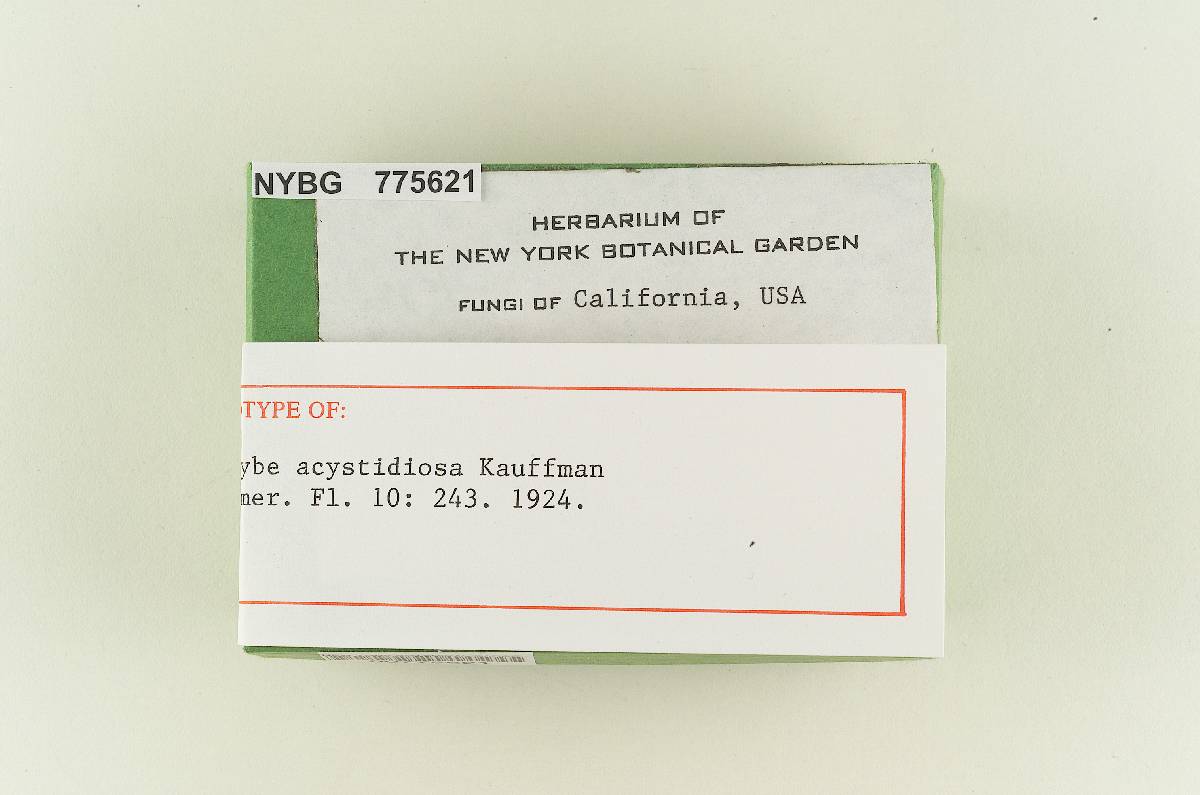 NYBG 775621
HERBARIUM OF
THE NEW YORK BOTANICAL GARDEN
FUNGI OF California, USA
TYPE OF:
ybe acystidiosa Kauffman
mer. Fl. 10: 243. 1924.